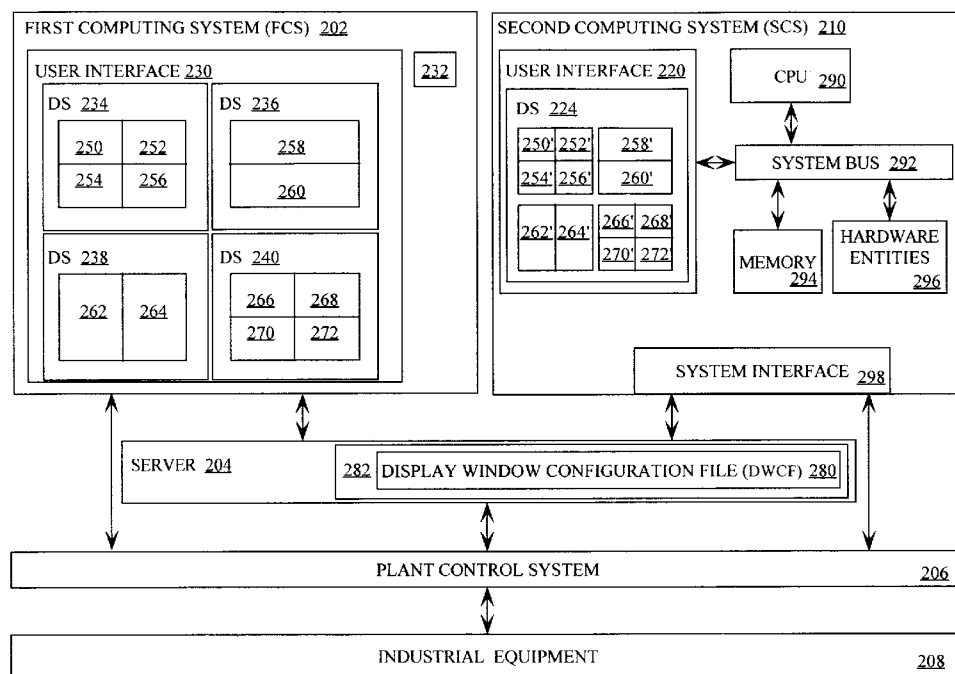 FIRST COMPUTING SYSTEM (FCS) 202
USER INTERFACE 230
232
DS 234
250 252
254 256
DS 236
258
260
DS 238
262 264
DS 240
266 268
270 272
SECOND COMPUTING SYSTEM (SCS) 210
USER INTERFACE 220
DS 224
250' 252'
254' 256'
258'
260'
262' 264'
266' 268'
270' 272'
CPU
290
SYSTEM BUS 292
MEMORY
294
HARDWARE
ENTITIES
296
SYSTEM INTERFACE 298
SERVER 204
282 DISPLAY WINDOW CONFIGURATION FILE (DWCF) 280
PLANT CONTROL SYSTEM 206
INDUSTRIAL EQUIPMENT 208